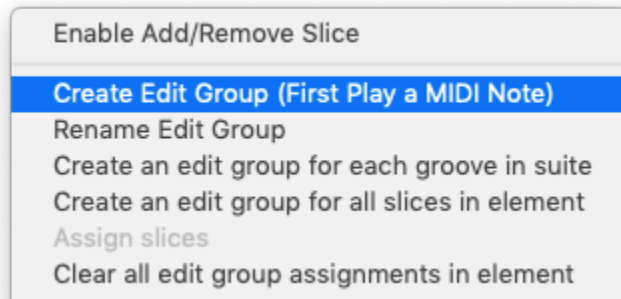 Enable Add/Remove Slice
Create Edit Group (First Play a MIDI Note)
Rename Edit Group
Create an edit group for each groove in suite
Create an edit group for all slices in element
Assign slices
Clear all edit group assignments in element